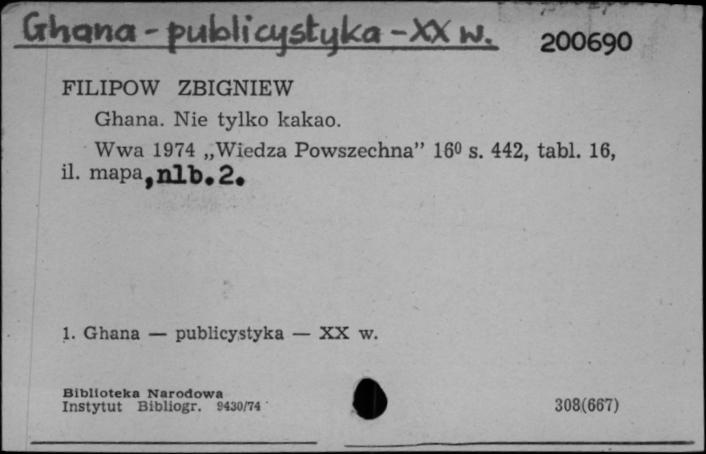 Ghana - publicystyka - XX w.
200690
FILIPOW ZBIGNIEW
Ghana. Nie tylko kakao.
Wwa 1974 „Wiedza Powszechna” 16⁰ s. 442, tabl. 16,
il. mapa, nlb. 2.
1. Ghana — publicystyka — XX w.
Biblioteka Narodowa
Instytut Bibliogr. 9430/74
308(667)